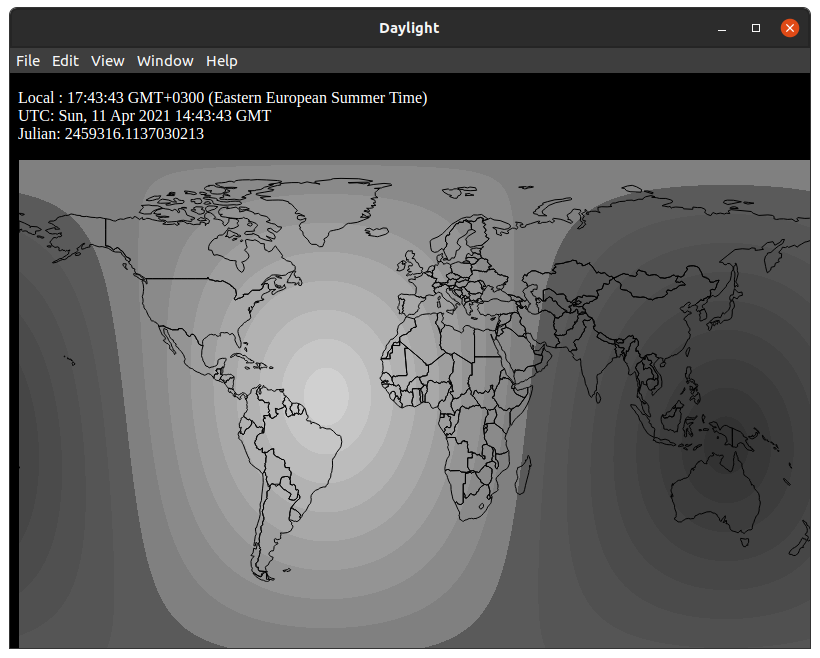 Daylight
File Edit View Window Help
Local : 17:43:43 GMT+0300 (Eastern European Summer Time)
UTC: Sun, 11 Apr 2021 14:43:43 GMT
Julian: 2459316.1137030213